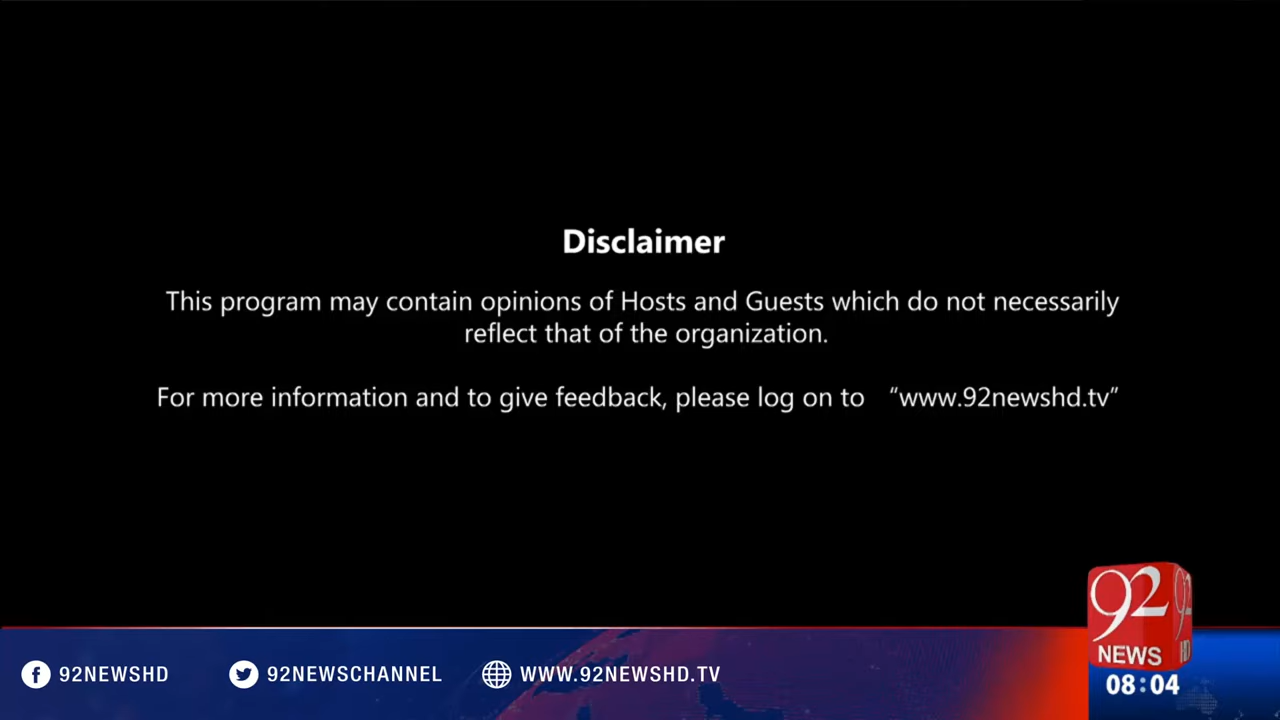 Disclaimer
This program may contain opinions of Hosts and Guests which do not necessarily
reflect that of the organization.
For more information and to give feedback, please log on to “www.92newshd.tv”
92NEWSHD
92NEWSCHANNEL
WWW.92NEWSHD.TV
92
NEWS
92
HD
08:04